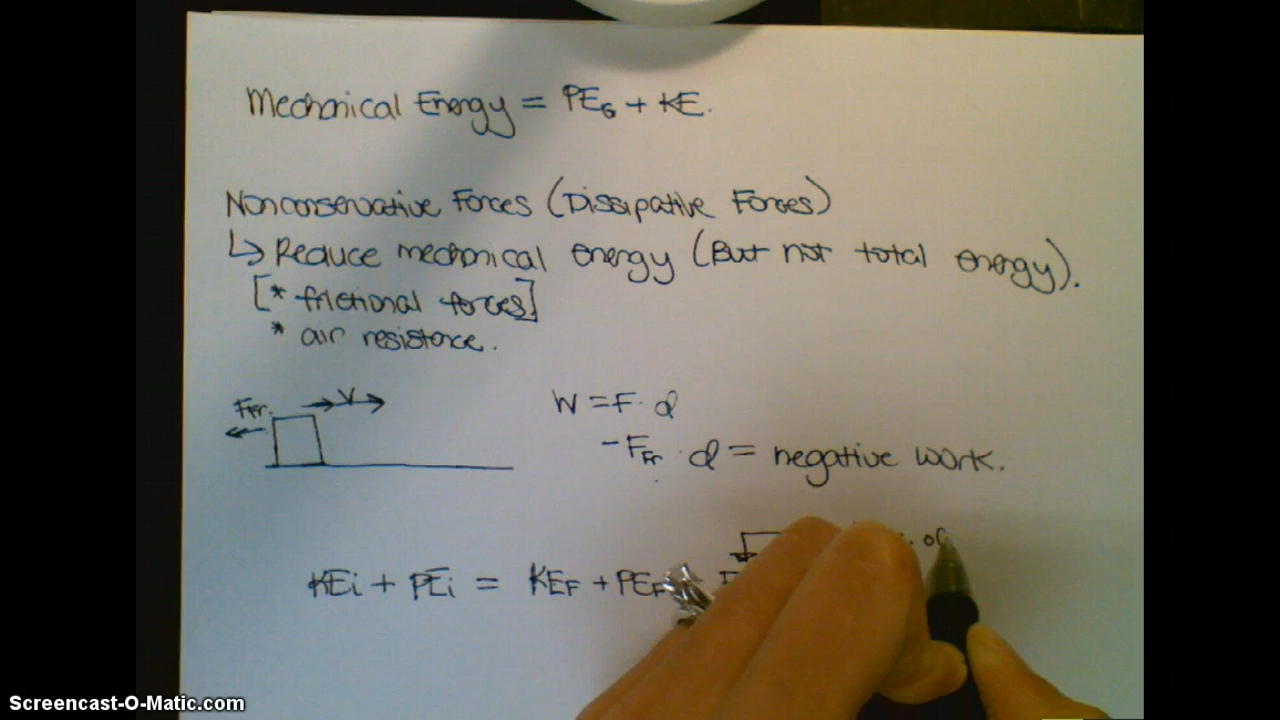 Mechanical Energy = PEG + KE.
Nonconservative Forces (Dissipative Forces)
↳ Reduce mechanical energy (But not total energy).
[* frictional forces]
* air resistance.
FFr. V
W = F · d
-FFr · d = negative work.
KEi + PEi = KEF + PEF
Screencast-O-Matic.com